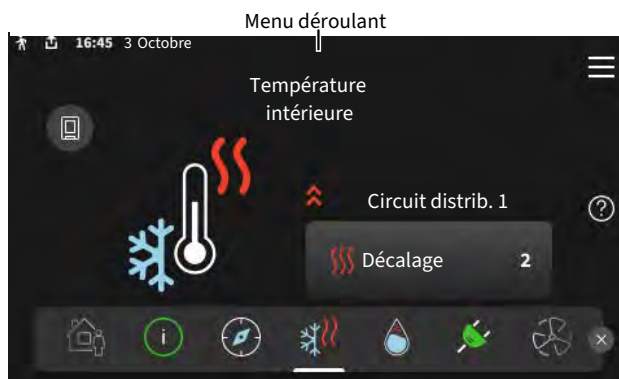 Menu déroulant
16:45 3 Octobre
Température
intérieure
Circuit distrib. 1
Décalage 2